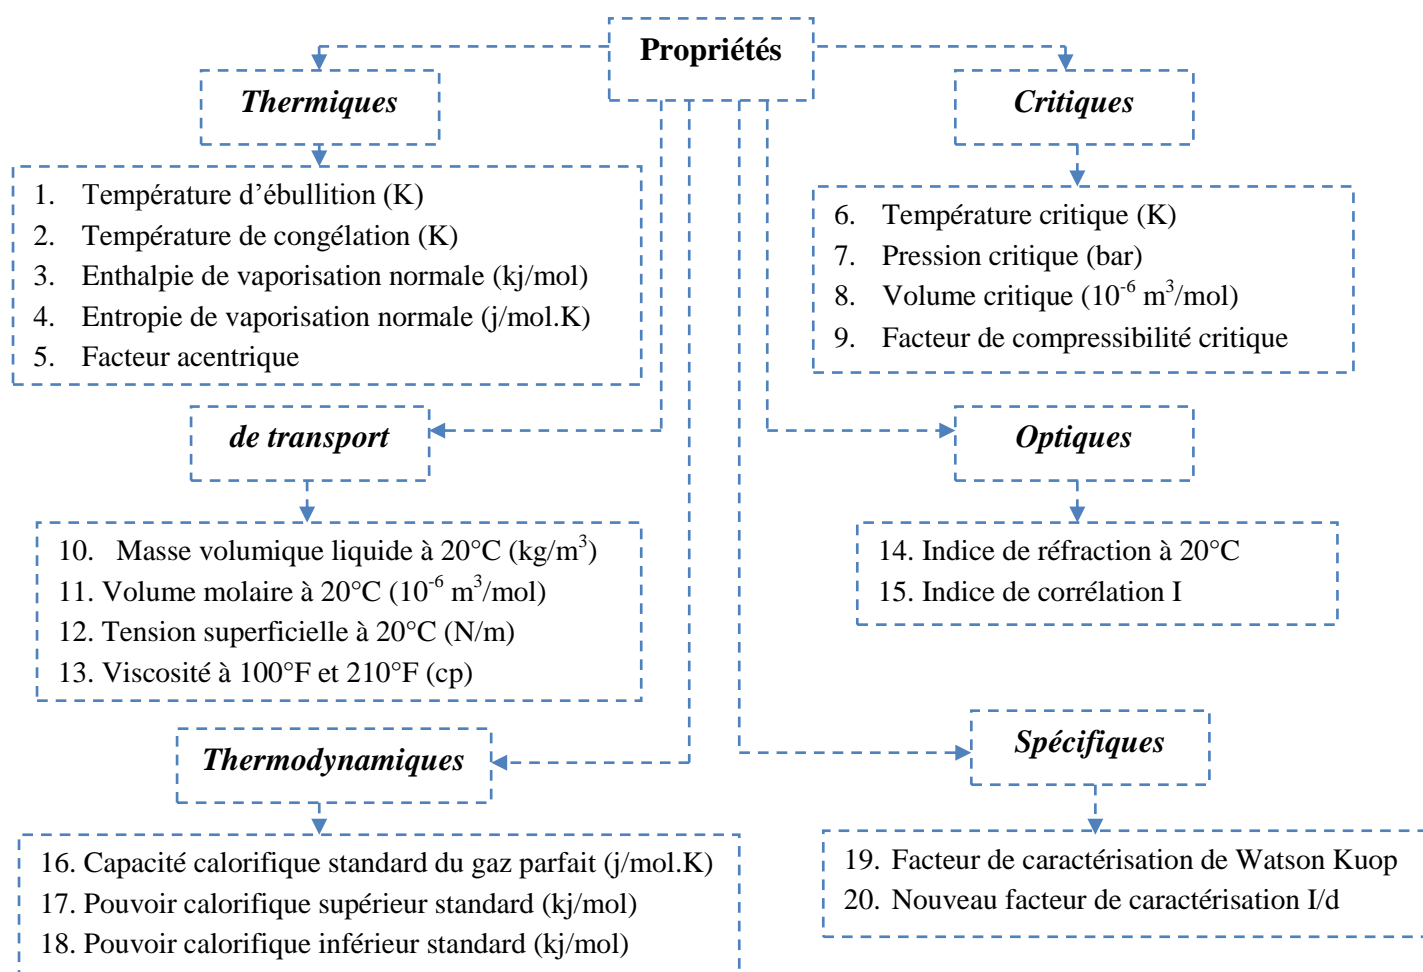 Propriétés
Thermiques
1. Température d’ébullition (K)
2. Température de congélation (K)
3. Enthalpie de vaporisation normale (kj/mol)
4. Entropie de vaporisation normale (j/mol.K)
5. Facteur acentrique
Critiques
6. Température critique (K)
7. Pression critique (bar)
8. Volume critique (10⁻⁶ m³/mol)
9. Facteur de compressibilité critique
de transport
10. Masse volumique liquide à 20°C (kg/m³)
11. Volume molaire à 20°C (10⁻⁶ m³/mol)
12. Tension superficielle à 20°C (N/m)
13. Viscosité à 100°F et 210°F (cp)
Optiques
14. Indice de réfraction à 20°C
15. Indice de corrélation I
Thermodynamiques
16. Capacité calorifique standard du gaz parfait (j/mol.K)
17. Pouvoir calorifique supérieur standard (kj/mol)
18. Pouvoir calorifique inférieur standard (kj/mol)
Spécifiques
19. Facteur de caractérisation de Watson Kuop
20. Nouveau facteur de caractérisation I/d